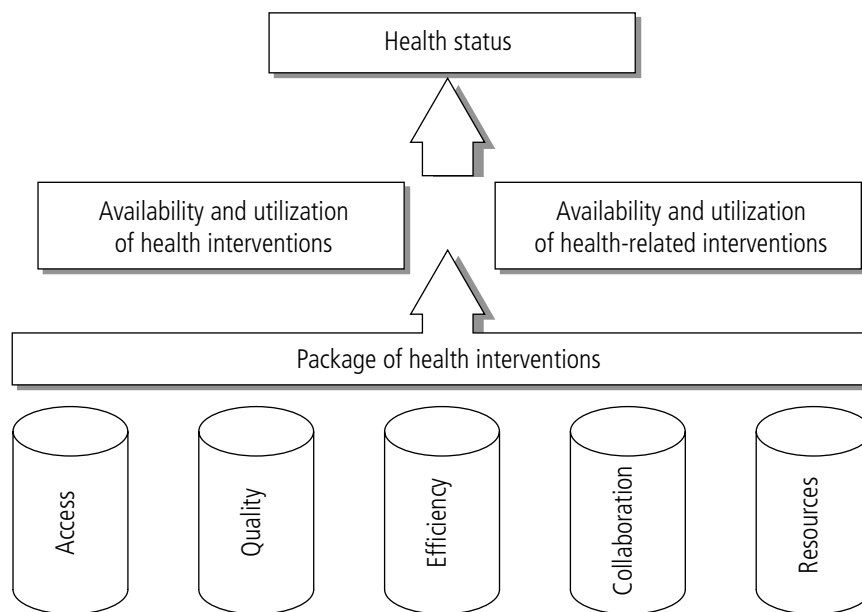 Health status
Availability and utilization
of health interventions
Availability and utilization
of health-related interventions
Package of health interventions
Access
Quality
Efficiency
Collaboration
Resources